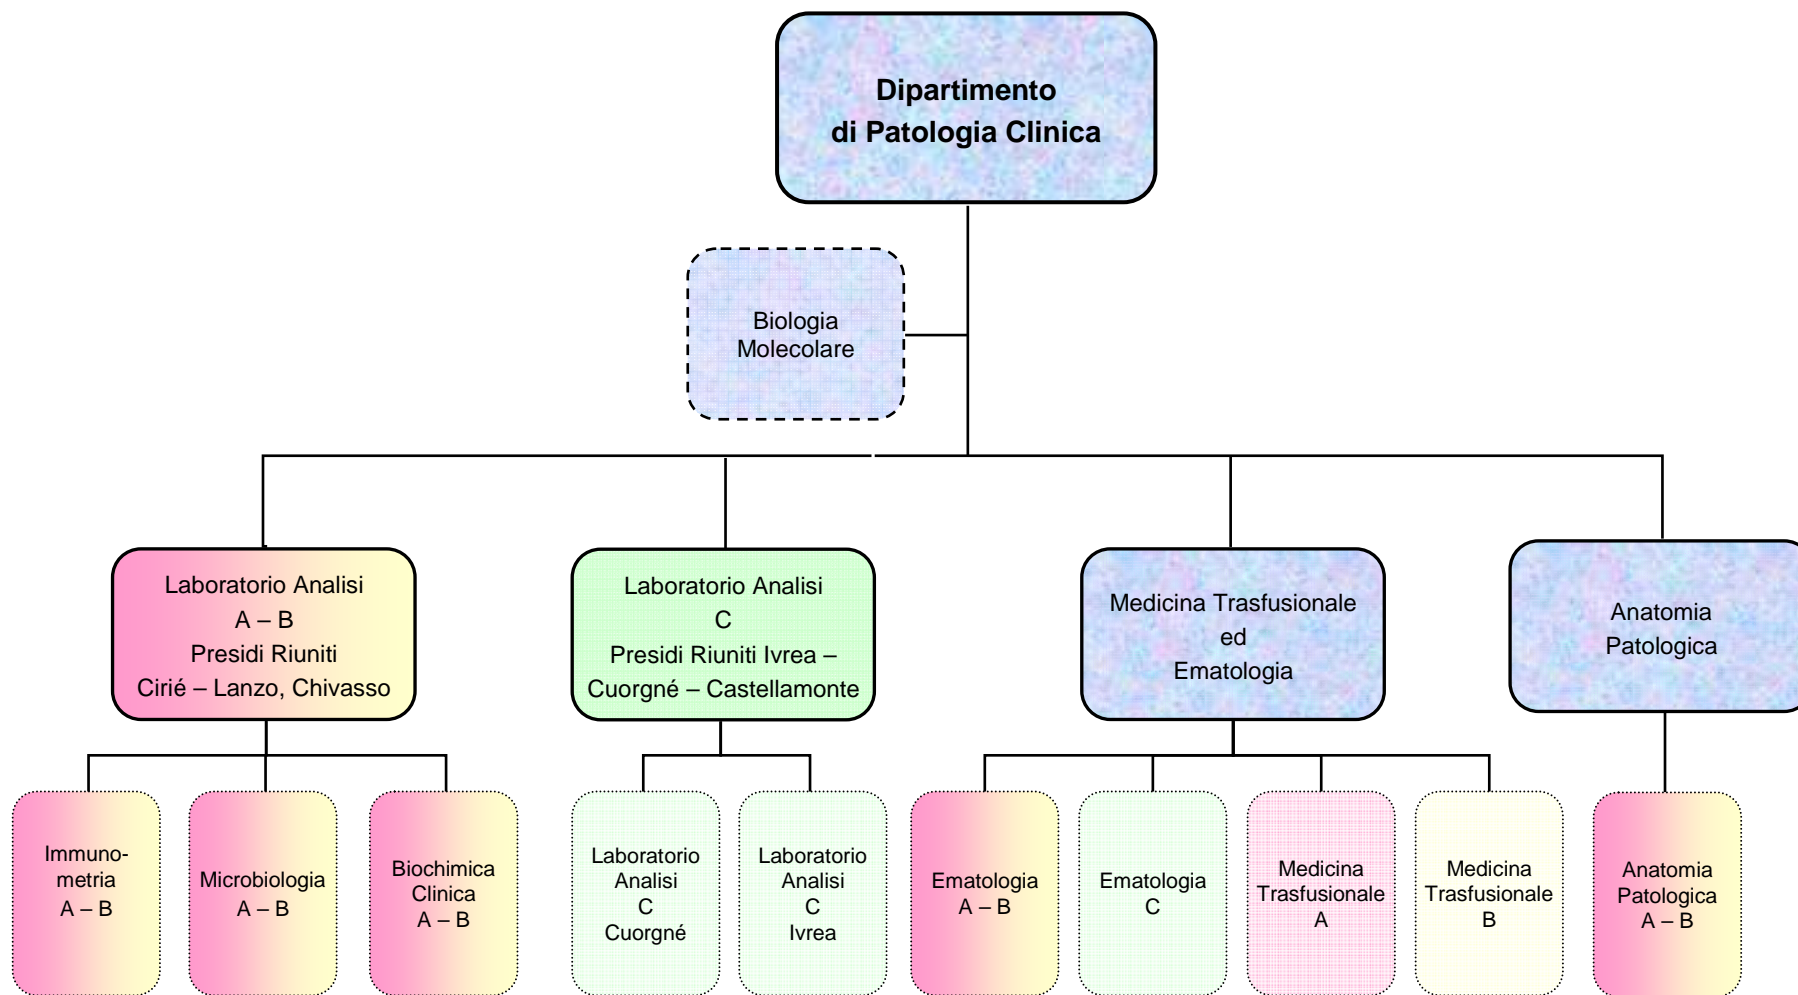 Dipartimento
di Patologia Clinica
Biologia
Molecolare
Laboratorio Analisi
A – B
Presidi Riuniti
Cirié – Lanzo, Chivasso
Laboratorio Analisi
C
Presidi Riuniti Ivrea –
Cuorgné – Castellamonte
Medicina Trasfusionale
ed
Ematologia
Anatomia
Patologica
Immuno-
metria
A – B
Microbiologia
A – B
Biochimica
Clinica
A – B
Laboratorio
Analisi
C
Cuorgné
Laboratorio
Analisi
C
Ivrea
Ematologia
A – B
Ematologia
C
Medicina
Trasfusionale
A
Medicina
Trasfusionale
B
Anatomia
Patologica
A – B